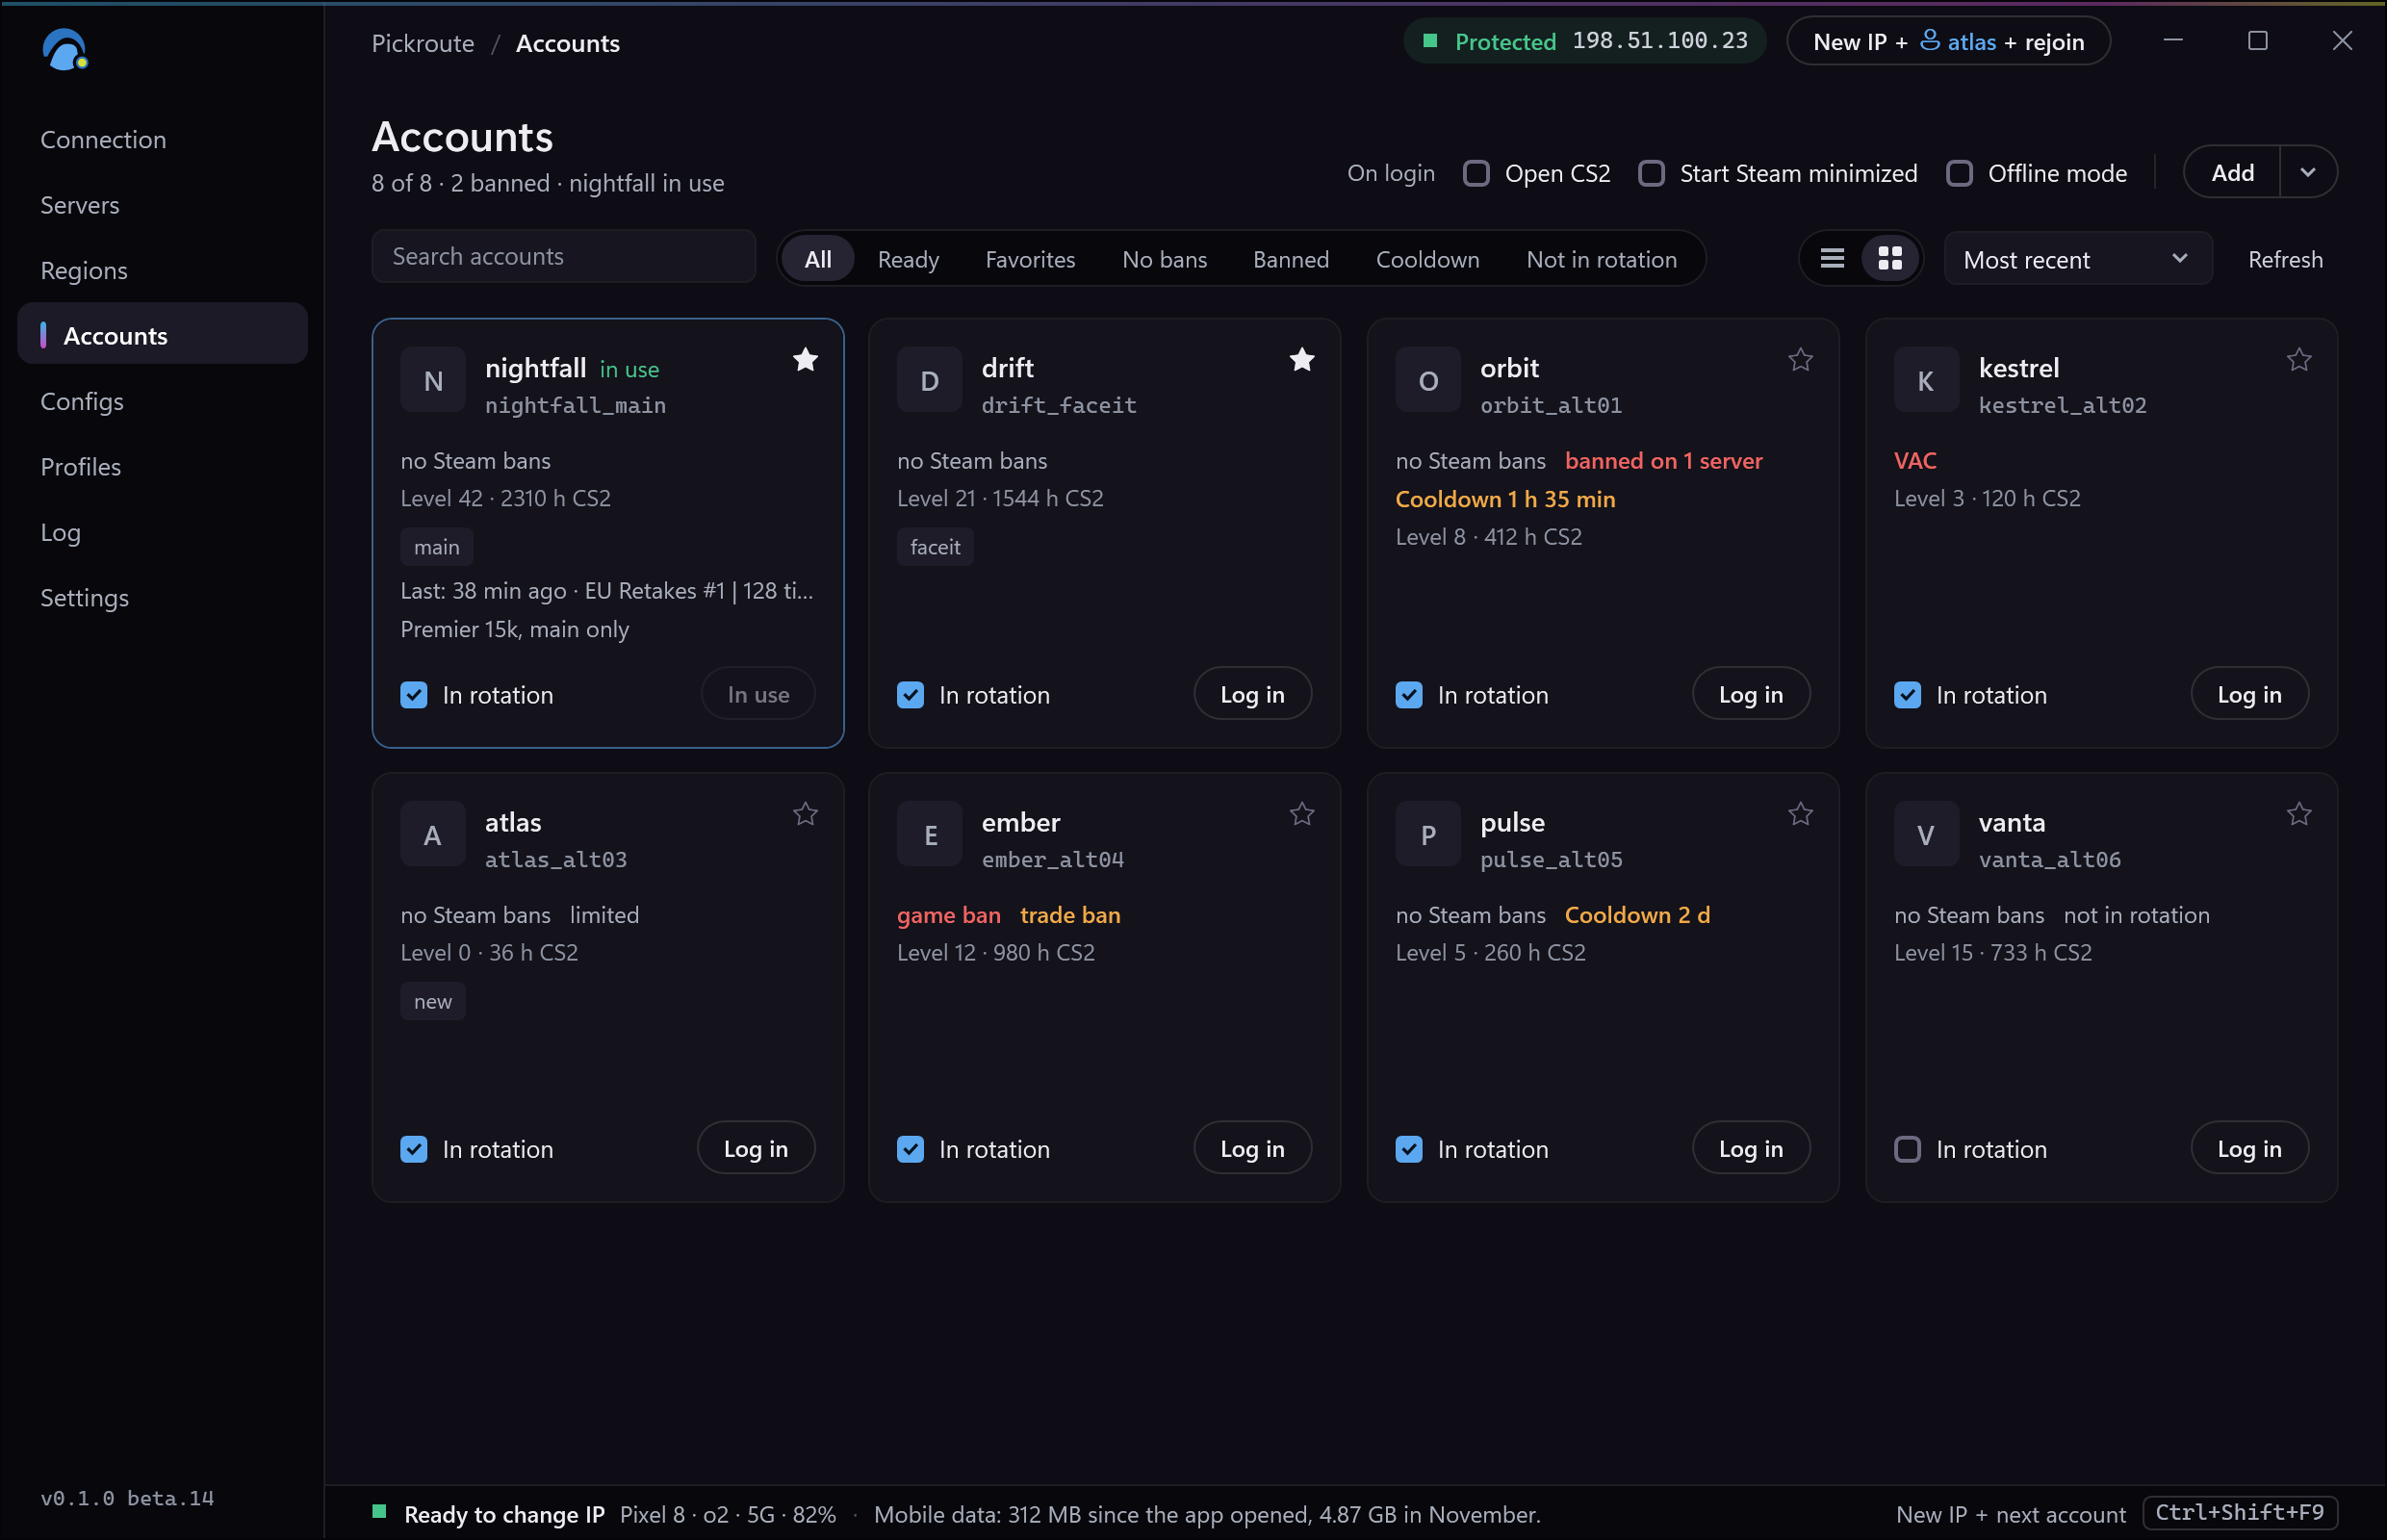 Pickroute / Accounts
Protected 198.51.100.23
New IP + atlas + rejoin
Connection
Servers
Regions
Accounts
Configs
Profiles
Log
Settings
v0.1.0 beta.14
Accounts
8 of 8 · 2 banned · nightfall in use
On login Open CS2 Start Steam minimized Offline mode
Add
Search accounts
All Ready Favorites No bans Banned Cooldown Not in rotation
Most recent
Refresh
N
nightfall in use
nightfall_main
no Steam bans
Level 42 · 2310 h CS2
main
Last: 38 min ago · EU Retakes #1 | 128 ti...
Premier 15k, main only
In rotation
In use
D
drift
drift_faceit
no Steam bans
Level 21 · 1544 h CS2
faceit
In rotation
Log in
O
orbit
orbit_alt01
no Steam bans banned on 1 server
Cooldown 1 h 35 min
Level 8 · 412 h CS2
In rotation
Log in
K
kestrel
kestrel_alt02
VAC
Level 3 · 120 h CS2
In rotation
Log in
A
atlas
atlas_alt03
no Steam bans limited
Level 0 · 36 h CS2
new
In rotation
Log in
E
ember
ember_alt04
game ban trade ban
Level 12 · 980 h CS2
In rotation
Log in
P
pulse
pulse_alt05
no Steam bans Cooldown 2 d
Level 5 · 260 h CS2
In rotation
Log in
V
vanta
vanta_alt06
no Steam bans not in rotation
Level 15 · 733 h CS2
In rotation
Log in
Ready to change IP Pixel 8 · o2 · 5G · 82% · Mobile data: 312 MB since the app opened, 4.87 GB in November.
New IP + next account Ctrl+Shift+F9